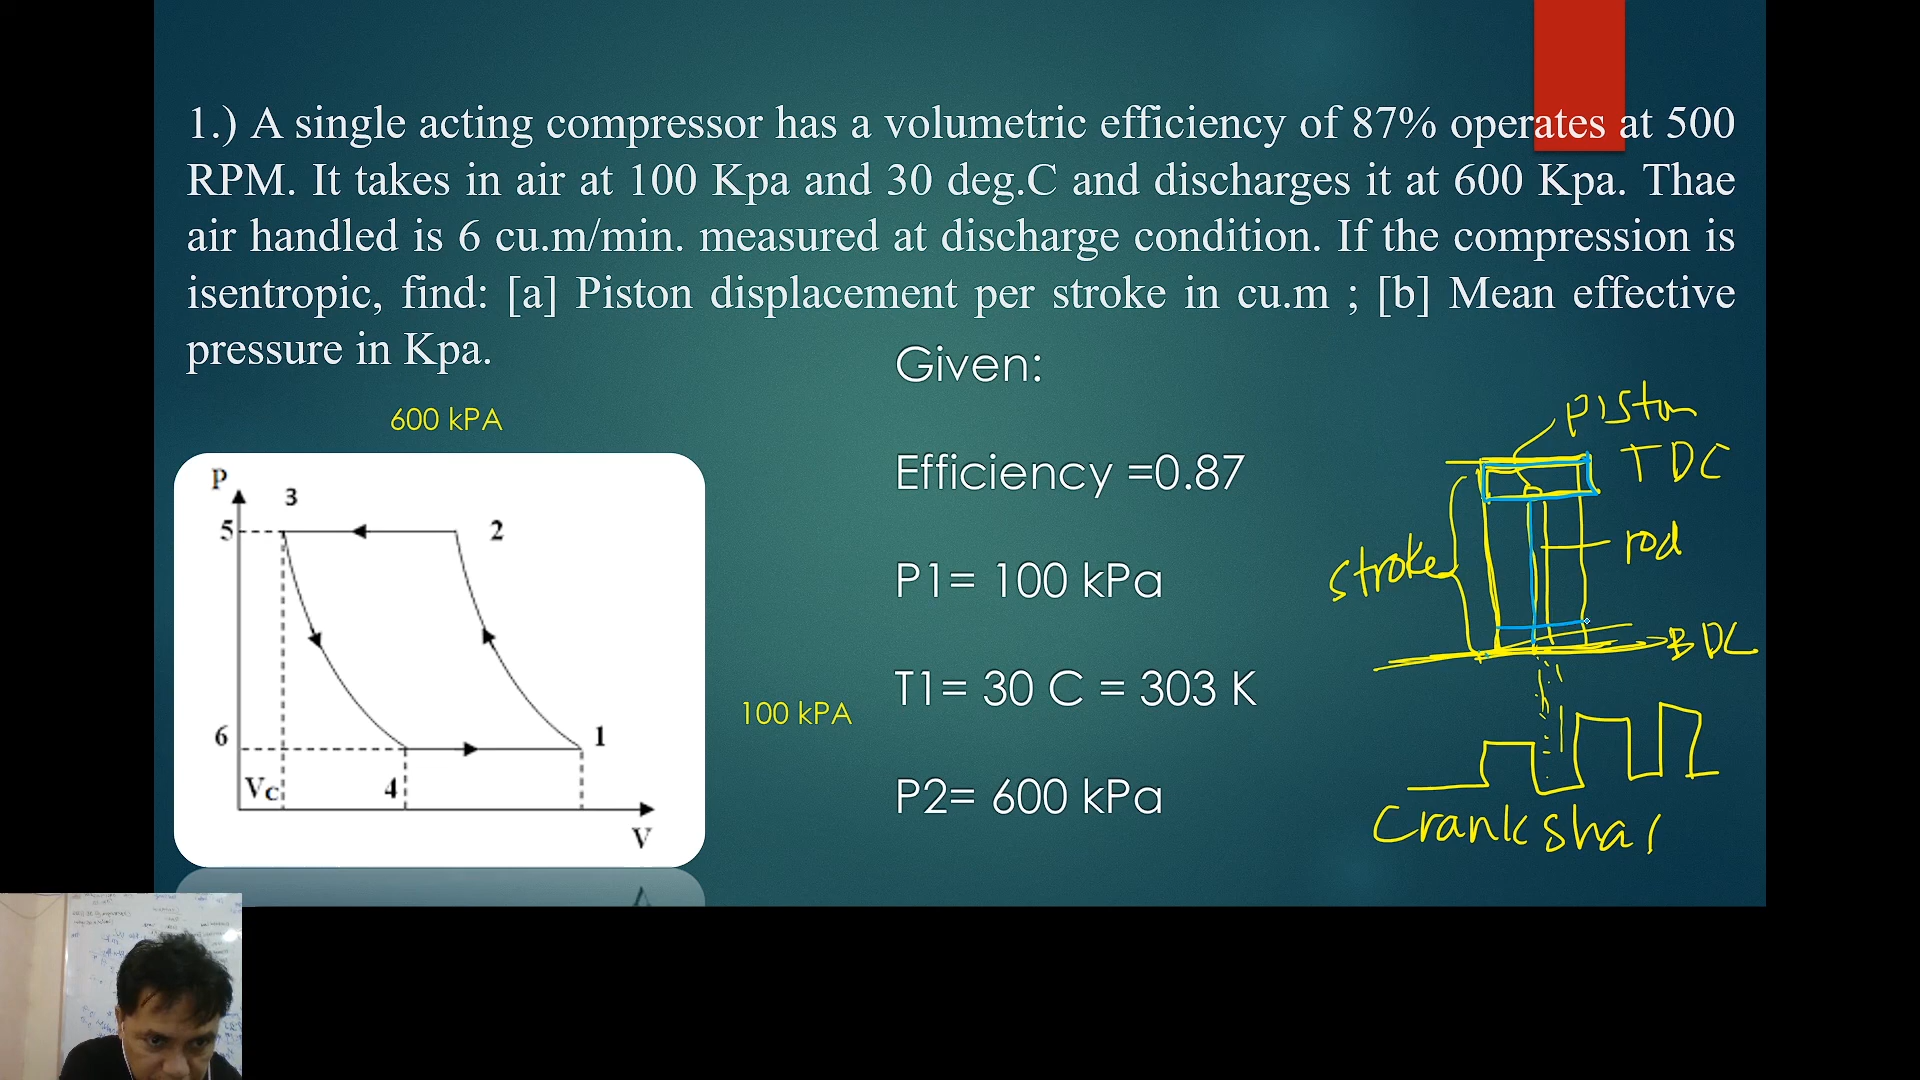 1.) A single acting compressor has a volumetric efficiency of 87% operates at 500
RPM. It takes in air at 100 Kpa and 30 deg.C and discharges it at 600 Kpa. Thae
air handled is 6 cu.m/min. measured at discharge condition. If the compression is
isentropic, find: [a] Piston displacement per stroke in cu.m ; [b] Mean effective
pressure in Kpa.
600 kPA
P
3
5
2
6
1
Vc
4
V
100 kPA
Given:
Efficiency =0.87
P1= 100 kPa
T1= 30 C = 303 K
P2= 600 kPa
piston
TDC
rod
stroke
BDC
Crank sha